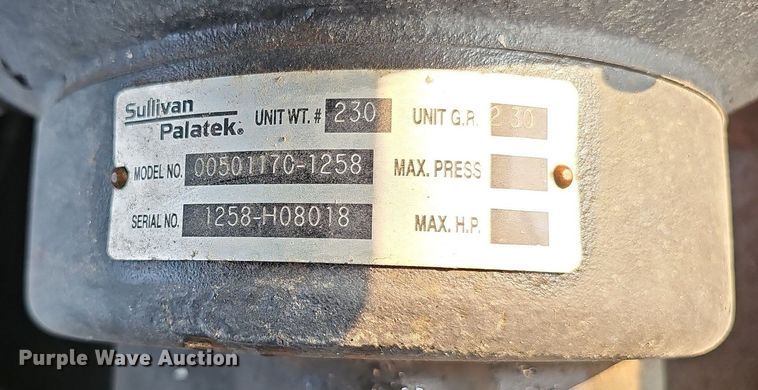 Sullivan
Palatek® UNIT WT. # 230 UNIT G.R. 2 30
MODEL NO. 00501170-1258 MAX. PRESS
SERIAL NO. 1258-H08018 MAX. H.P.
Purple Wave Auction